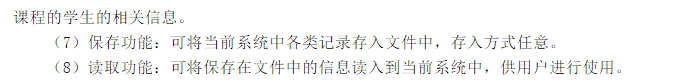 课程的学生的相关信息。
（7）保存功能：可将当前系统中各类记录存入文件中，存入方式任意。
（8）读取功能：可将保存在文件中的信息读入到当前系统中，供用户进行使用。